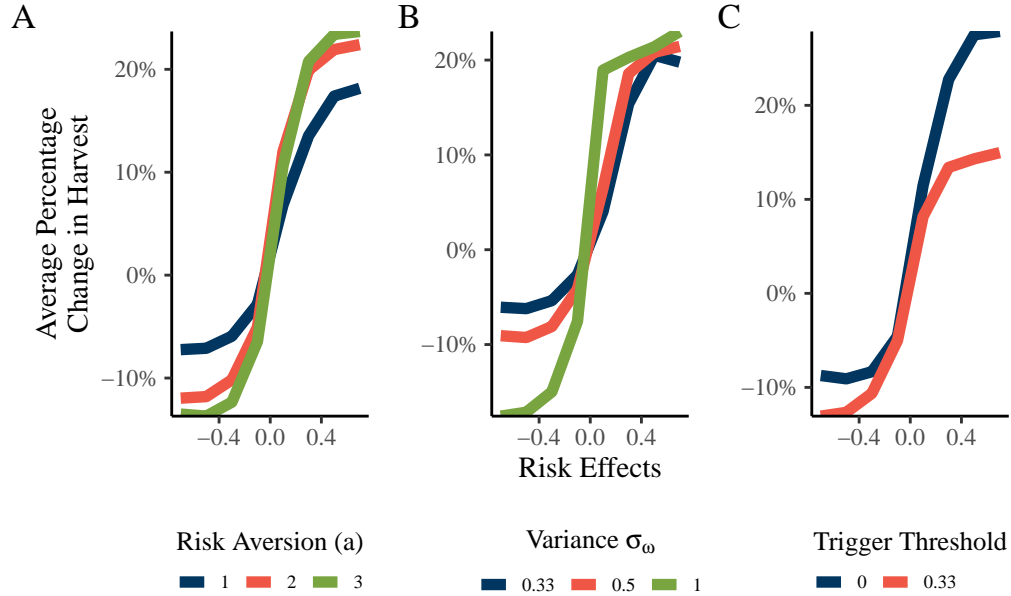 A
B
C
Average Percentage
Change in Harvest
20%
10%
0%
−10%
−0.4 0.0 0.4
20%
10%
0%
−10%
−0.4 0.0 0.4
20%
10%
0%
−10%
−0.4 0.0 0.4
Risk Effects
Risk Aversion (a)
1 2 3
Variance σω
0.33 0.5 1
Trigger Threshold
0 0.33